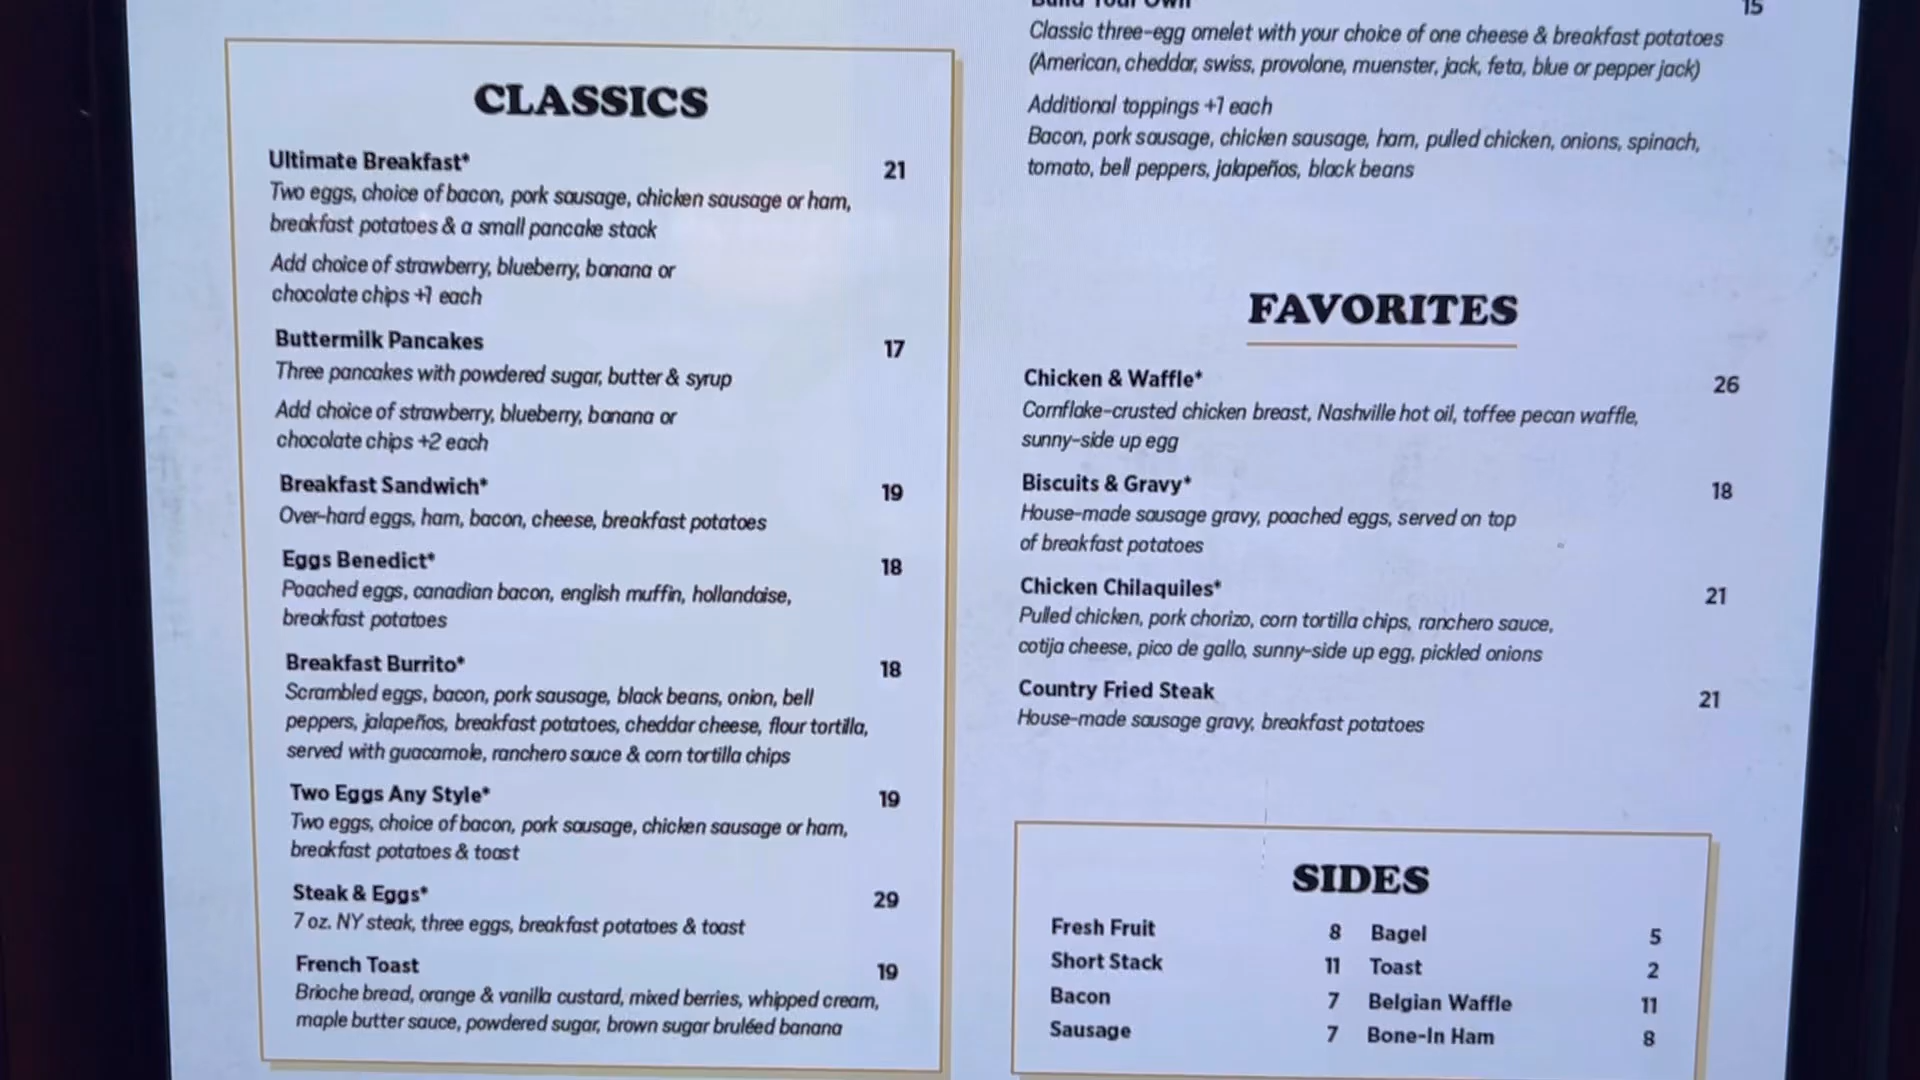 CLASSICS
Ultimate Breakfast* 21
Two eggs, choice of bacon, pork sausage, chicken sausage or ham,
breakfast potatoes & a small pancake stack
Add choice of strawberry, blueberry, banana or
chocolate chips +1 each
Buttermilk Pancakes 17
Three pancakes with powdered sugar, butter & syrup
Add choice of strawberry, blueberry, banana or
chocolate chips +2 each
Breakfast Sandwich* 19
Over-hard eggs, ham, bacon, cheese, breakfast potatoes
Eggs Benedict* 18
Poached eggs, canadian bacon, english muffin, hollandaise,
breakfast potatoes
Breakfast Burrito* 18
Scrambled eggs, bacon, pork sausage, black beans, onion, bell
peppers, jalapeños, breakfast potatoes, cheddar cheese, flour tortilla,
served with guacamole, ranchero sauce & corn tortilla chips
Two Eggs Any Style* 19
Two eggs, choice of bacon, pork sausage, chicken sausage or ham,
breakfast potatoes & toast
Steak & Eggs* 29
7 oz. NY steak, three eggs, breakfast potatoes & toast
French Toast 19
Brioche bread, orange & vanilla custard, mixed berries, whipped cream,
maple butter sauce, powdered sugar, brown sugar bruléed banana
Build Your Own 15
Classic three-egg omelet with your choice of one cheese & breakfast potatoes
(American, cheddar, swiss, provolone, muenster, jack, feta, blue or pepper jack)
Additional toppings +1 each
Bacon, pork sausage, chicken sausage, ham, pulled chicken, onions, spinach,
tomato, bell peppers, jalapeños, black beans
FAVORITES
Chicken & Waffle* 26
Cornflake-crusted chicken breast, Nashville hot oil, toffee pecan waffle,
sunny-side up egg
Biscuits & Gravy* 18
House-made sausage gravy, poached eggs, served on top
of breakfast potatoes
Chicken Chilaquiles* 21
Pulled chicken, pork chorizo, corn tortilla chips, ranchero sauce,
cotija cheese, pico de gallo, sunny-side up egg, pickled onions
Country Fried Steak 21
House-made sausage gravy, breakfast potatoes
SIDES
Fresh Fruit 8 Bagel 5
Short Stack 11 Toast 2
Bacon 7 Belgian Waffle 11
Sausage 7 Bone-In Ham 8